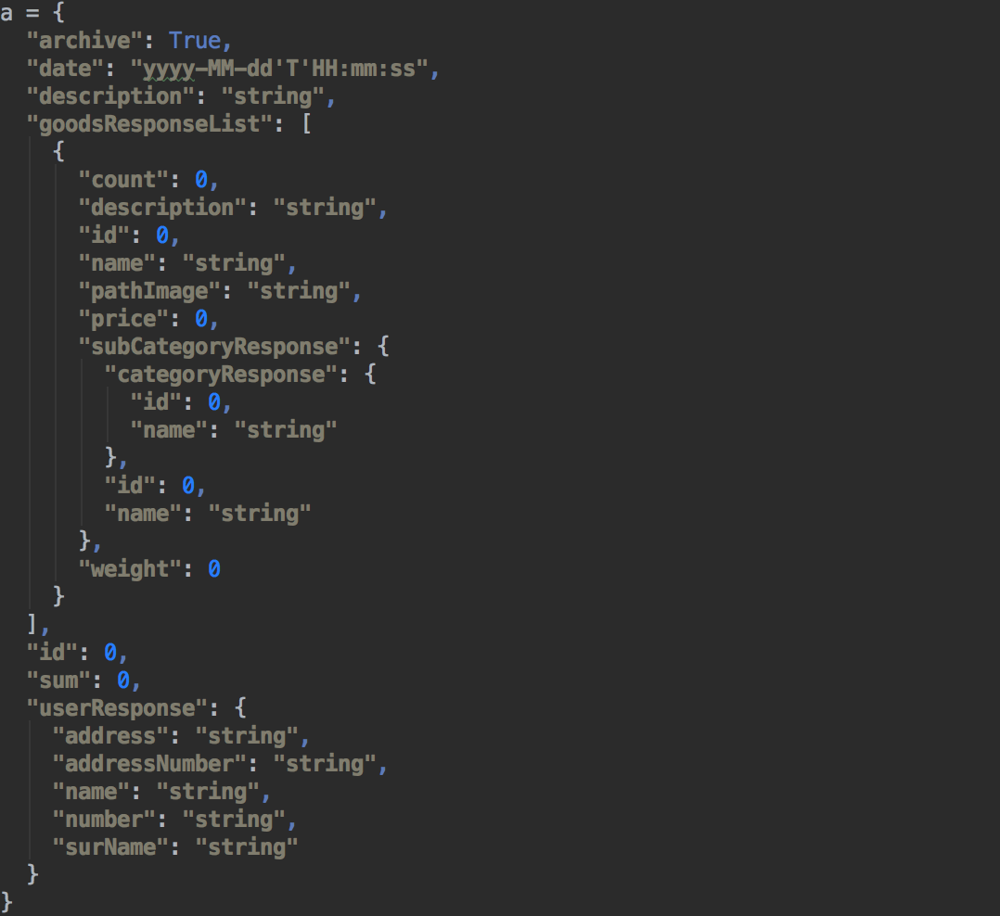 a = {
  "archive": True,
  "date": "yyyy-MM-dd'T'HH:mm:ss",
  "description": "string",
  "goodsResponseList": [
    {
      "count": 0,
      "description": "string",
      "id": 0,
      "name": "string",
      "pathImage": "string",
      "price": 0,
      "subCategoryResponse": {
        "categoryResponse": {
          "id": 0,
          "name": "string"
        },
        "id": 0,
        "name": "string"
      },
      "weight": 0
    }
  ],
  "id": 0,
  "sum": 0,
  "userResponse": {
    "address": "string",
    "addressNumber": "string",
    "name": "string",
    "number": "string",
    "surName": "string"
  }
}